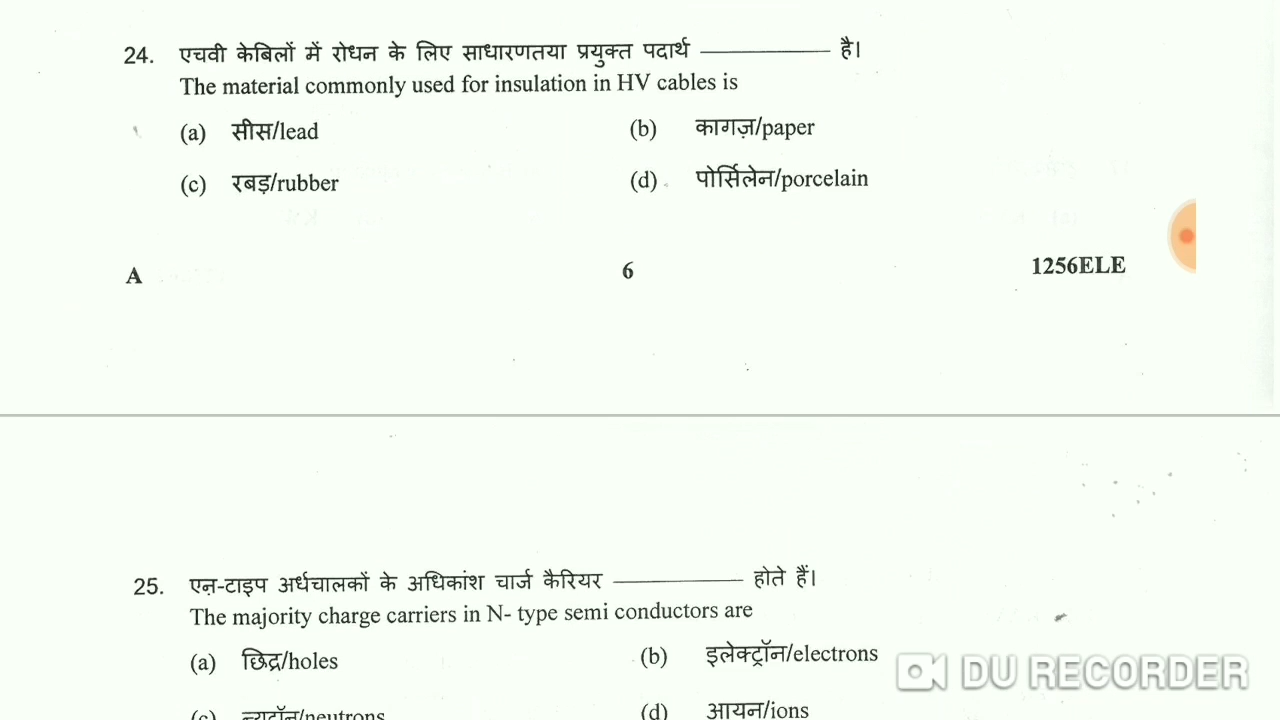 24. एचवी केबिलों में रोधन के लिए साधारणतया प्रयुक्त पदार्थ ————— है।
The material commonly used for insulation in HV cables is
(a) सीस/lead (b) कागज़/paper
(c) रबड़/rubber (d) पोर्सिलेन/porcelain
A 6 1256ELE
25. एन-टाइप अर्धचालकों के अधिकांश चार्ज कैरियर ————— होते हैं।
The majority charge carriers in N- type semi conductors are
(a) छिद्र/holes (b) इलेक्ट्रॉन/electrons
(c) न्यूट्रॉन/neutrons (d) आयन/ions
DU RECORDER